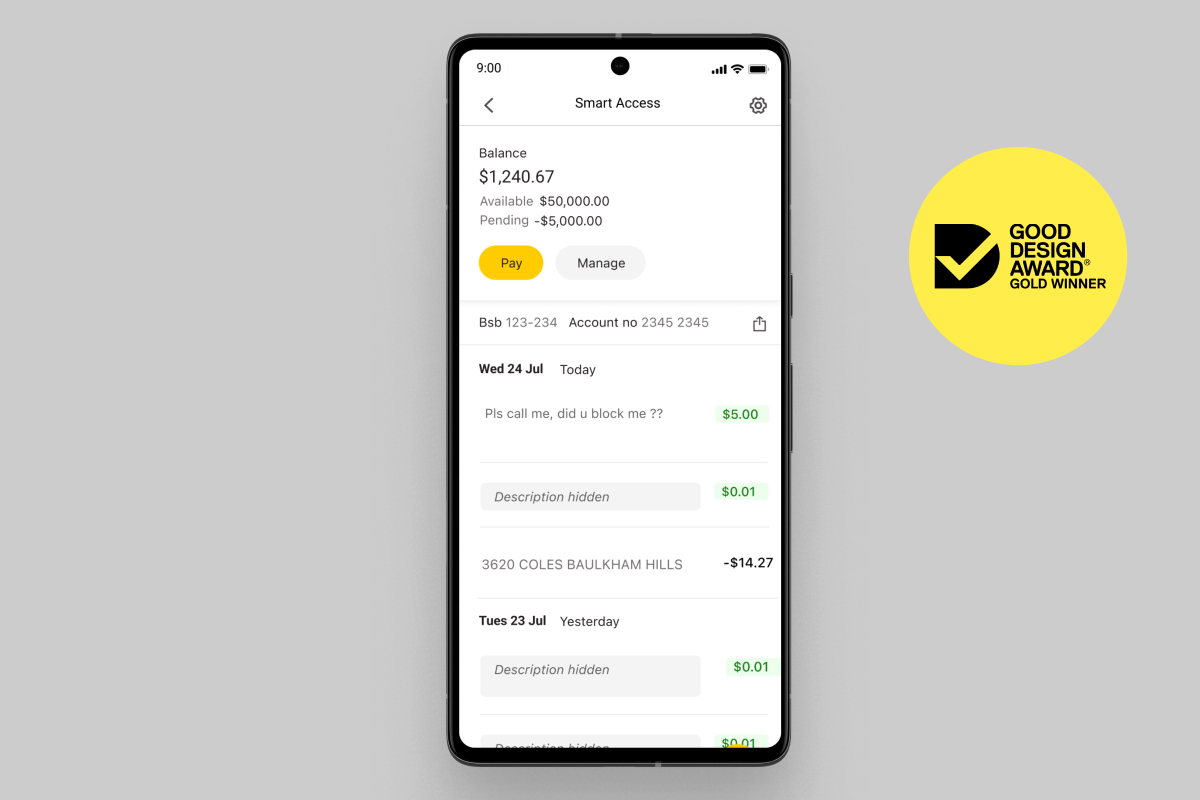 9:00
Smart Access
Balance
$1,240.67
Available $50,000.00
Pending -$5,000.00
Pay Manage
Bsb 123-234 Account no 2345 2345
Wed 24 Jul Today
Pls call me, did u block me ?? $5.00
Description hidden $0.01
3620 COLES BAULKHAM HILLS -$14.27
Tues 23 Jul Yesterday
Description hidden $0.01
Description hidden $0.01
GOOD
DESIGN
AWARD®
GOLD WINNER